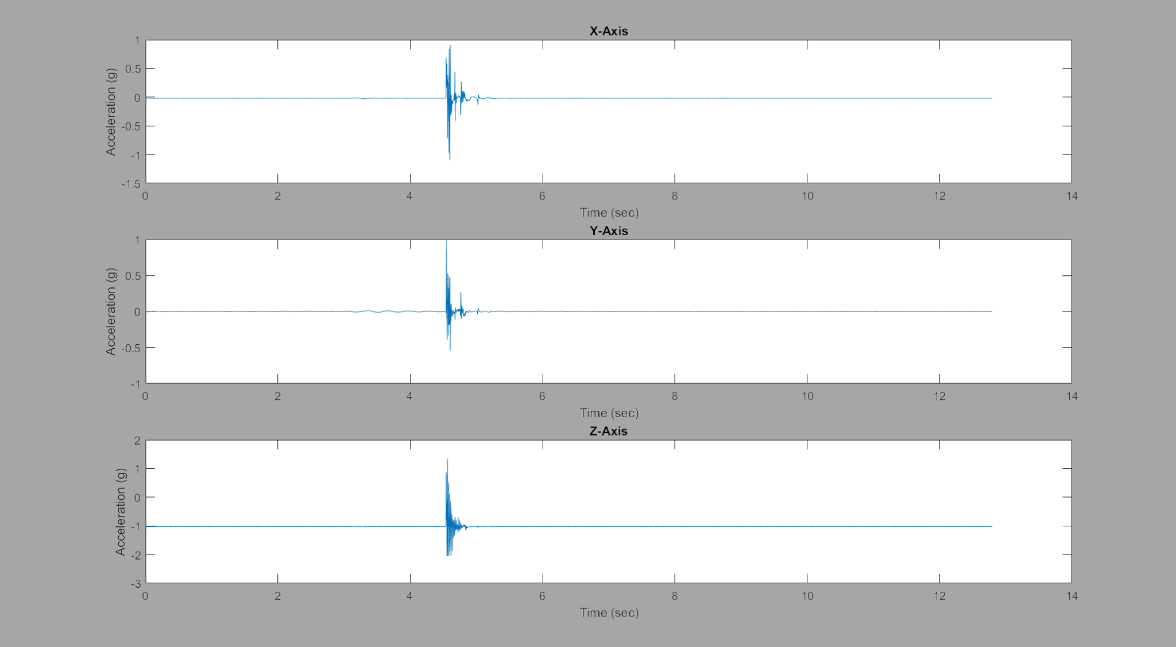 X-Axis
Acceleration (g)
1
0.5
0
-0.5
-1
-1.5
0 2 4 6 8 10 12 14
Time (sec)
Y-Axis
Acceleration (g)
1
0.5
0
-0.5
-1
0 2 4 6 8 10 12 14
Time (sec)
Z-Axis
Acceleration (g)
2
1
0
-1
-2
-3
0 2 4 6 8 10 12 14
Time (sec)